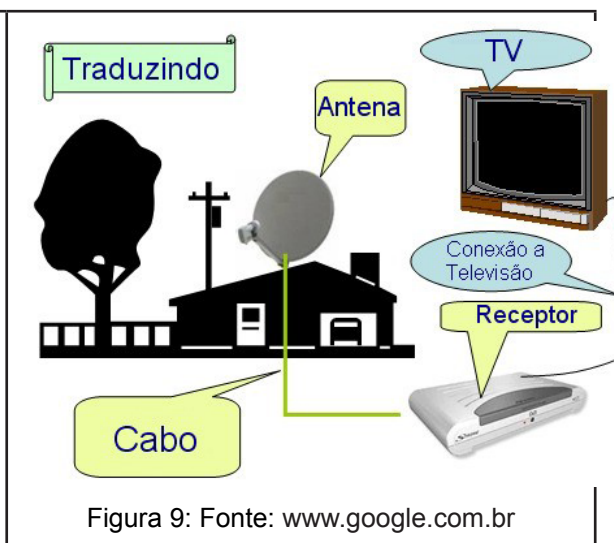 Traduzindo
TV
Antena
Conexão a
Televisão
Receptor
Cabo
Figura 9: Fonte: www.google.com.br